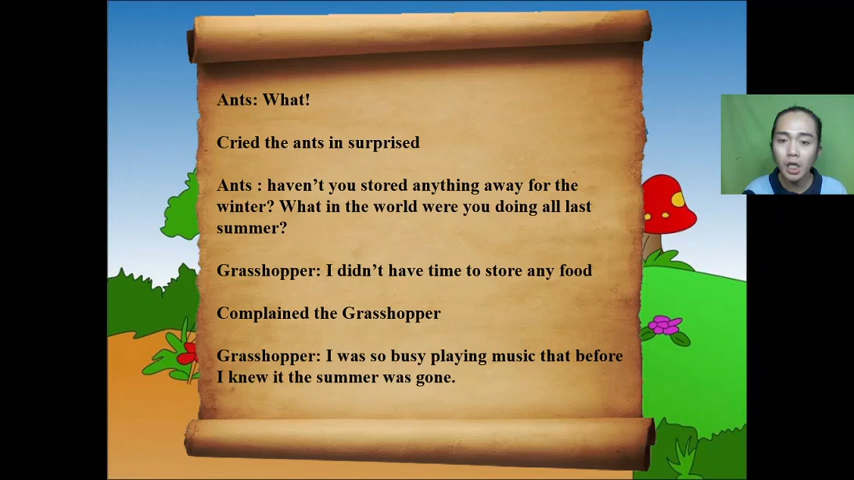 Ants: What!
Cried the ants in surprised
Ants : haven't you stored anything away for the
winter? What in the world were you doing all last
summer?
Grasshopper: I didn't have time to store any food
Complained the Grasshopper
Grasshopper: I was so busy playing music that before
I knew it the summer was gone.